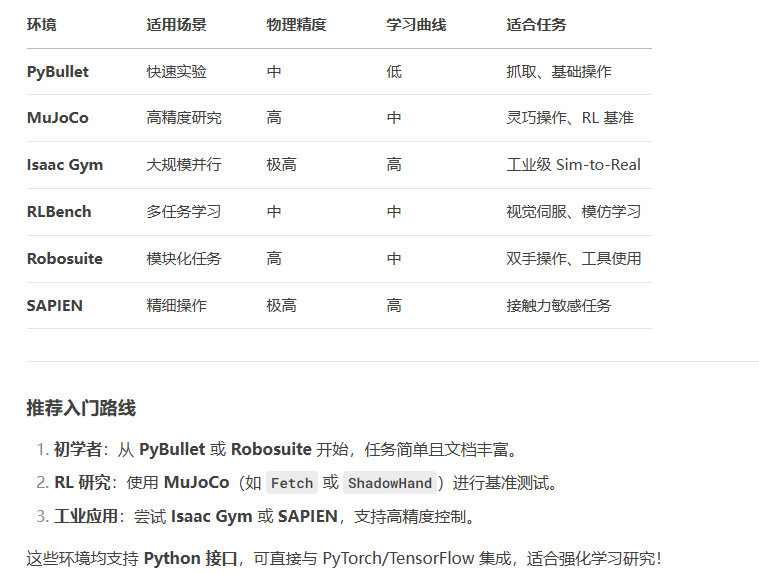 环境 适用场景 物理精度 学习曲线 适合任务
PyBullet 快速实验 中 低 抓取、基础操作
MuJoCo 高精度研究 高 中 灵巧操作、RL 基准
Isaac Gym 大规模并行 极高 高 工业级 Sim-to-Real
RLBench 多任务学习 中 中 视觉伺服、模仿学习
Robosuite 模块化任务 高 中 双手操作、工具使用
SAPIEN 精细操作 极高 高 接触力敏感任务
推荐入门路线
1. 初学者：从 PyBullet 或 Robosuite 开始，任务简单且文档丰富。
2. RL 研究：使用 MuJoCo（如 Fetch 或 ShadowHand）进行基准测试。
3. 工业应用：尝试 Isaac Gym 或 SAPIEN，支持高精度控制。
这些环境均支持 Python 接口，可直接与 PyTorch/TensorFlow 集成，适合强化学习研究！